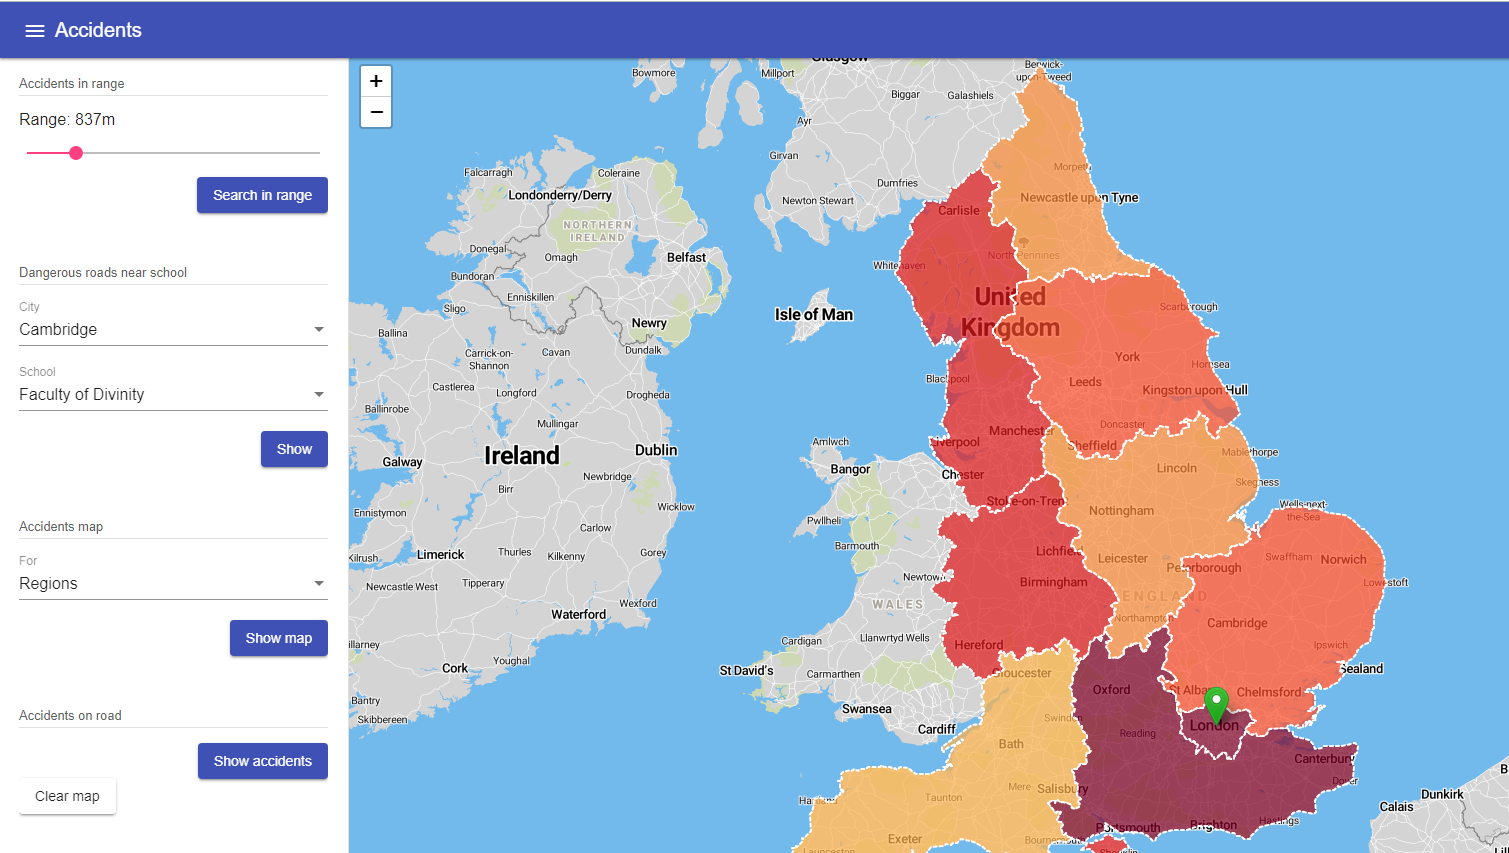 Accidents
Accidents in range
Range: 837m
Search in range
Dangerous roads near school
City
Cambridge
School
Faculty of Divinity
Show
Accidents map
For
Regions
Show map
Accidents on road
Show accidents
Clear map
+
−
Glasgow
Berwick-
upon-Tweed
Bowmore
Millport
Biggar
Galashiels
Ayr
Girvan
Morpeth
Dumfries
Newton Stewart
Newcastle upon Tyne
Falcarragh
Coleraine
Londonderry/Derry
Carlisle
NORTHERN
IRELAND
Donegal
Omagh
Belfast
Whitehaven
North Pennines
Bundoran
Enniskillen
Sligo
Isle of Man
United
Kingdom
Scarborough
Newry
Ballina
Dundalk
Carrick-on-
Shannon
Cavan
York
Hornsea
Castlerea
Longford
Drogheda
Blackpool
Leeds
Kingston upon Hull
Ballinrobe
Mullingar
Doncaster
Manchester
Liverpool
Sheffield
Amlwch
Ireland
Dublin
Mablethorpe
Galway
Bangor
Chester
Lincoln
Newbridge
Skegness
Birr
Stoke-on-Trent
Wicklow
Ennistymon
Carlow
Pwllheli
Nottingham
Wells-next-
the-Sea
Kilrush
Limerick
Thurles
Kilkenny
Gorey
Barmouth
Lichfield
Leicester
Swaffham
Norwich
Peterborough
Newcastle West
Tipperary
Newtown
Birmingham
Lowestoft
Wexford
WALES
ENGLAND
Waterford
Northampton
Cambridge
Killarney
Cardigan
Llanwrtyd Wells
Hereford
Ipswich
Youghal
Cork
St David's
Carmarthen
Gloucester
Sealand
Bantry
Oxford
St Albans
Chelmsford
Skibbereen
Swansea
Swindon
London
Cardiff
Reading
Bath
Canterbury
Dover
Mere
Salisbury
Taunton
Hartland
Dunkirk
Calais
Portsmouth
Brighton
Hastings
Exeter
Bournemouth
Shanklin
Launceston